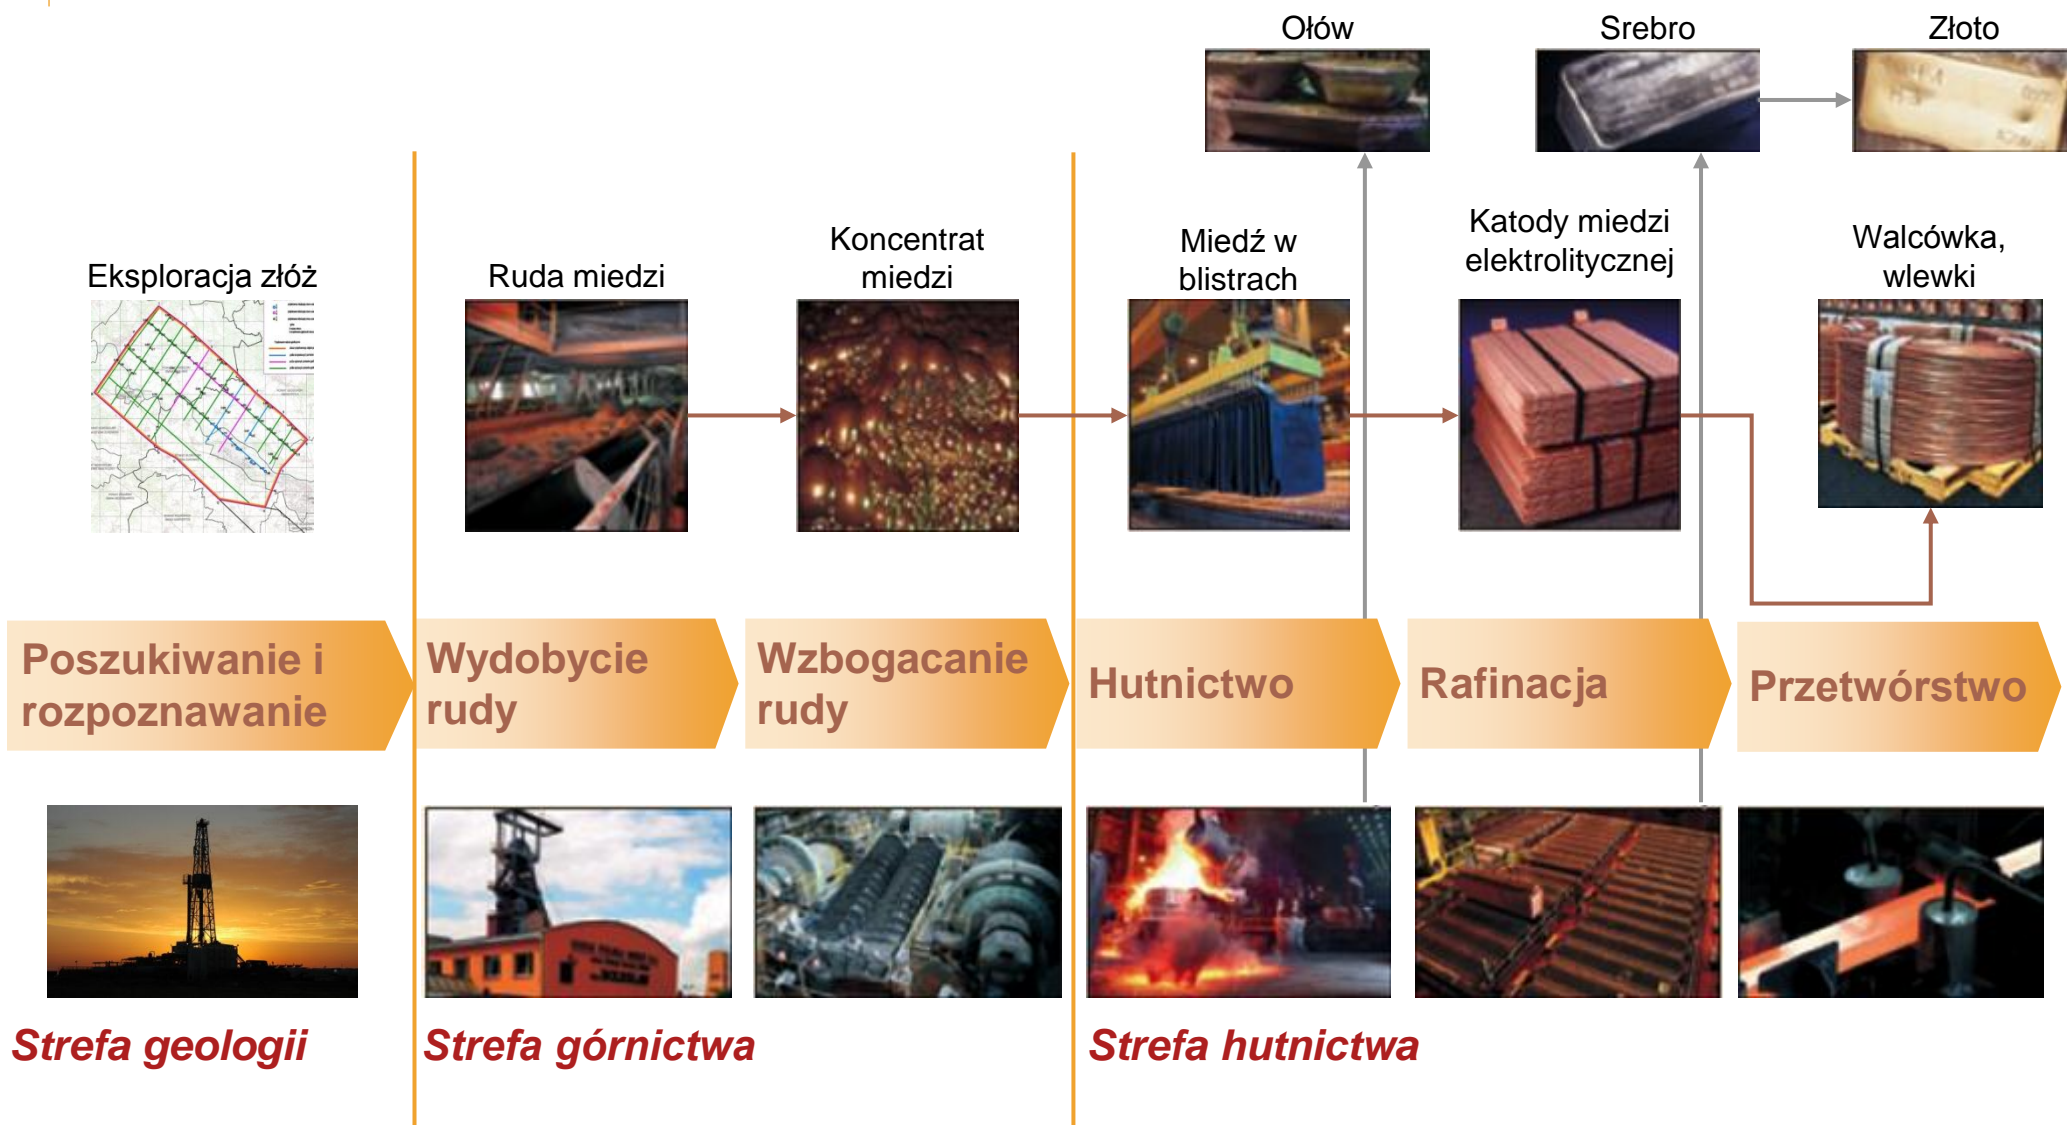 Ołów
Srebro
Złoto
Eksploracja złóż
Ruda miedzi
Koncentrat
miedzi
Miedź w
blistrach
Katody miedzi
elektrolitycznej
Walcówka,
wlewki
Poszukiwanie i
rozpoznawanie
Wydobycie
rudy
Wzbogacanie
rudy
Hutnictwo
Rafinacja
Przetwórstwo
Strefa geologii
Strefa górnictwa
Strefa hutnictwa